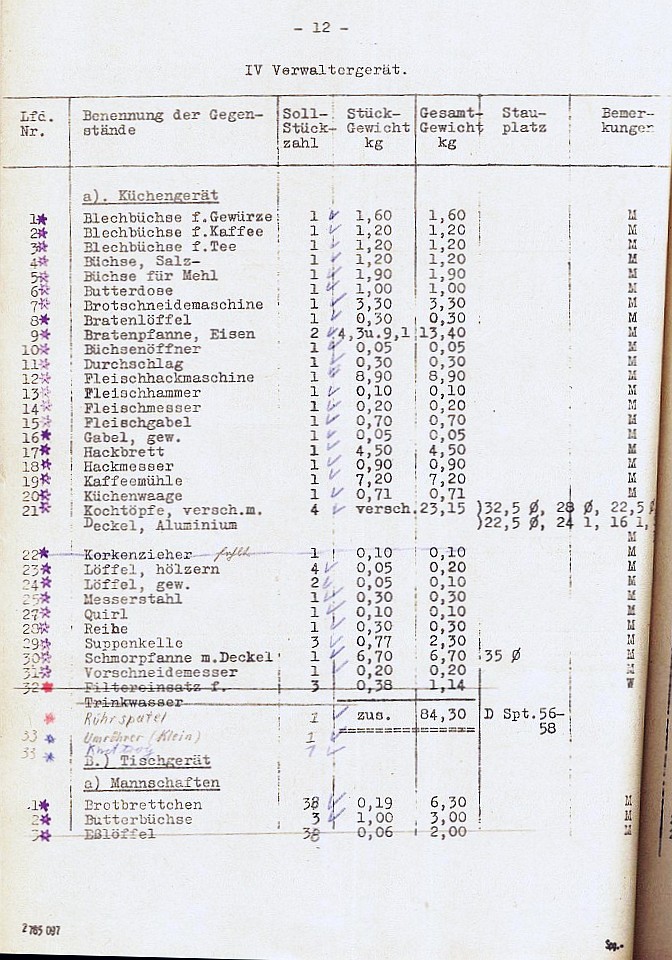 - 12 -
IV Verwaltergerät.
Lfd. Benennung der Gegen- Soll- Stück- Gesamt- Stau- Bemer-
Nr. stände Stück- Gewicht Gewicht platz kungen
zahl kg kg
a). Küchengerät
1 Blechbüchse f.Gewürze 1 1,60 1,60 M
2 Blechbüchse f.Kaffee 1 1,20 1,20 M
3 Blechbüchse f.Tee 1 1,20 1,20 M
4 Büchse, Salz- 1 1,20 1,20 M
5 Büchse für Mehl 1 1,90 1,90 M
6 Butterdose 1 1,00 1,00 M
7 Brotschneidemaschine 1 3,30 3,30 M
8 Bratenlöffel 1 0,30 0,30 M
9 Bratenpfanne, Eisen 2 4,3u.9,1 13,40 M
10 Büchsenöffner 1 0,05 0,05 M
11 Durchschlag 1 0,30 0,30 M
12 Fleischhackmaschine 1 8,90 8,90 M
13 Fleischhammer 1 0,10 0,10 M
14 Fleischmesser 1 0,20 0,20 M
15 Fleischgabel 1 0,70 0,70 M
16 Gabel, gew. 1 0,05 0,05 M
17 Hackbrett 1 4,50 4,50 M
18 Hackmesser 1 0,90 0,90 M
19 Kaffeemühle 1 7,20 7,20 M
20 Küchenwaage 1 0,71 0,71 M
21 Kochtöpfe, versch.m. 4 versch. 23,15 )32,5 Ø, 28 Ø, 22,5 Ø
Deckel, Aluminium )22,5 Ø, 24 l, 16 l,
M
22 Korkenzieher fehlt 1 0,10 0,10 M
23 Löffel, hölzern 4 0,05 0,20 M
24 Löffel, gew. 2 0,05 0,10 M
25 Messerstahl 1 0,30 0,30 M
27 Quirl 1 0,10 0,10 M
28 Reihe 1 0,30 0,30 M
29 Suppenkelle 3 0,77 2,30 M
30 Schmorpfanne m.Deckel 1 6,70 6,70 35 Ø M
31 Vorschneidemesser 1 0,20 0,20 M
32 Filtereinsatz f. 3 0,38 1,14 W
Trinkwasser
Rührspatel 1 zus. 84,30 D Spt.56-
58
33 Umrührer (Klein) 1
33 1
B.) Tischgerät
a) Mannschaften
1 Brotbrettchen 38 0,19 6,30 M
2 Butterbüchse 3 1,00 3,00 M
3 Eßlöffel 38 0,06 2,00 M
2 765 097
Spg.-